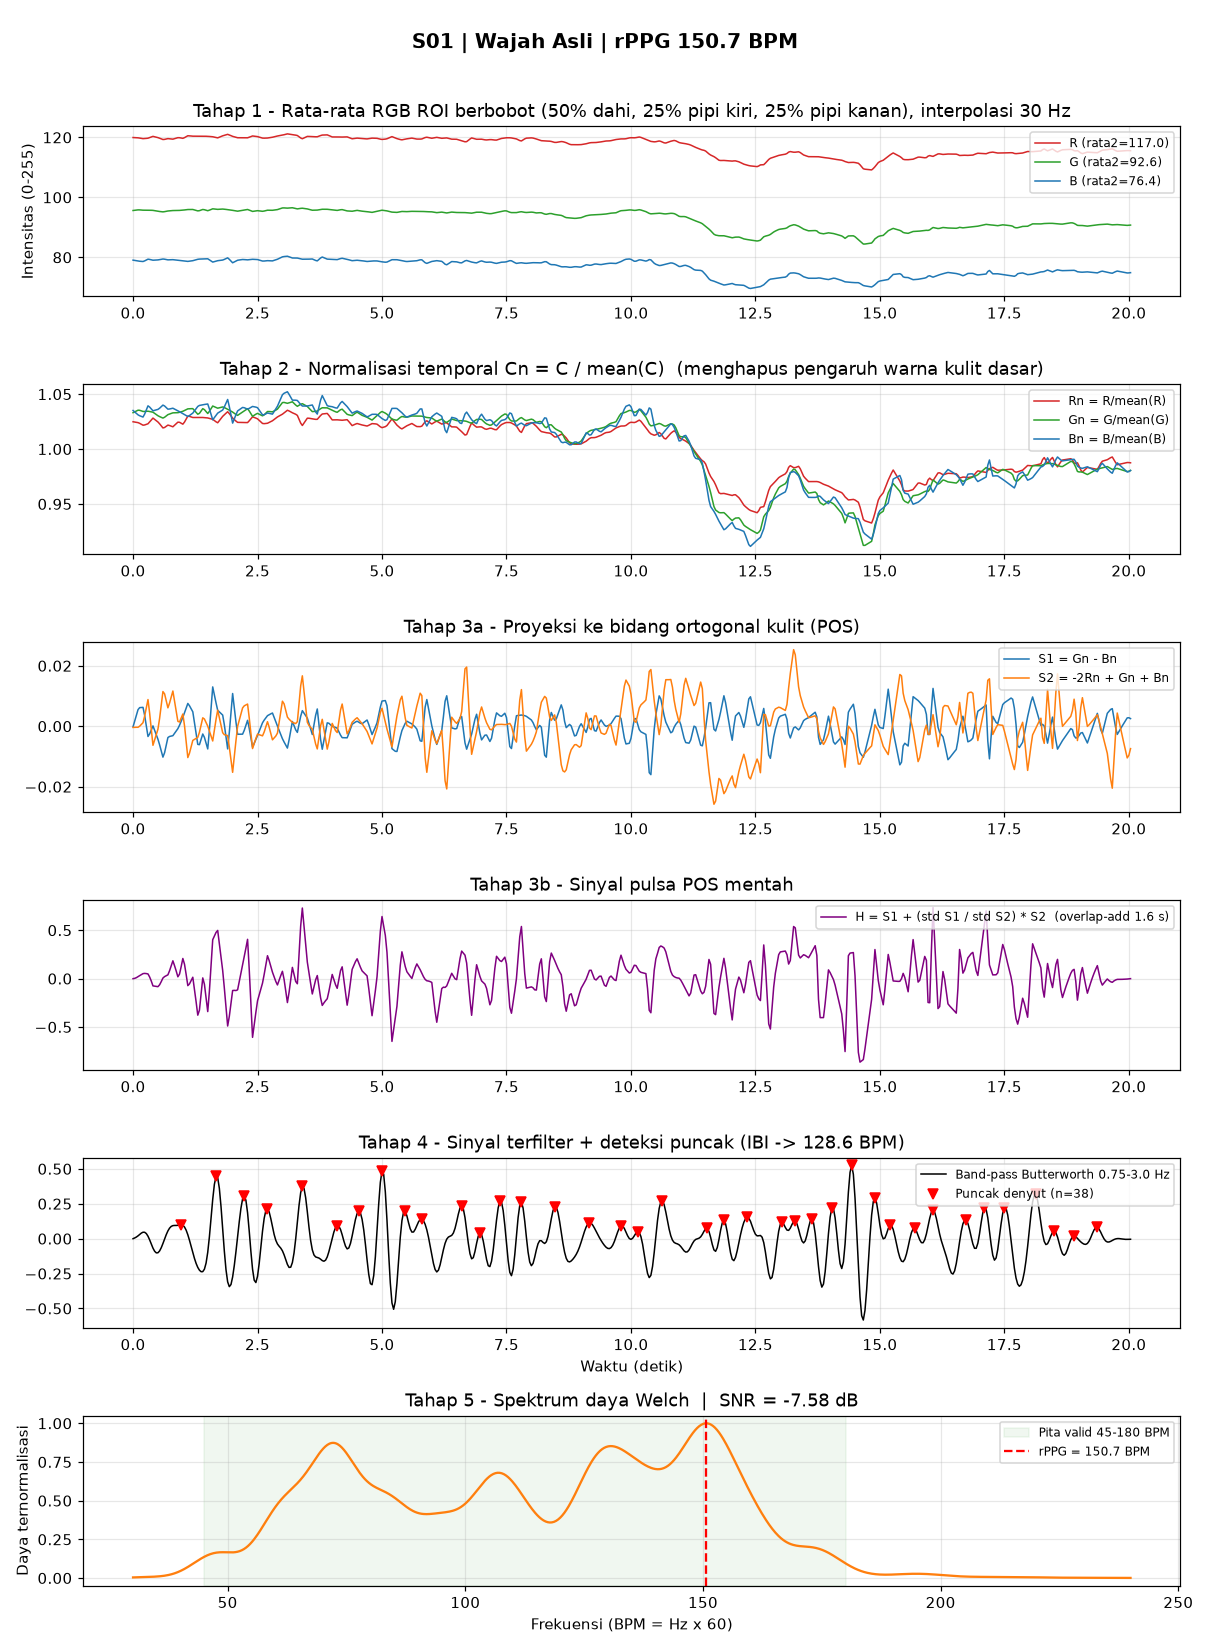 S01 | Wajah Asli | rPPG 150.7 BPM
Tahap 1 - Rata-rata RGB ROI berbobot (50% dahi, 25% pipi kiri, 25% pipi kanan), interpolasi 30 Hz
Intensitas (0-255)
120
100
80
R (rata2=117.0)
G (rata2=92.6)
B (rata2=76.4)
0.0 2.5 5.0 7.5 10.0 12.5 15.0 17.5 20.0
Tahap 2 - Normalisasi temporal Cn = C / mean(C)  (menghapus pengaruh warna kulit dasar)
1.05
1.00
0.95
Rn = R/mean(R)
Gn = G/mean(G)
Bn = B/mean(B)
0.0 2.5 5.0 7.5 10.0 12.5 15.0 17.5 20.0
Tahap 3a - Proyeksi ke bidang ortogonal kulit (POS)
0.02
0.00
−0.02
S1 = Gn - Bn
S2 = -2Rn + Gn + Bn
0.0 2.5 5.0 7.5 10.0 12.5 15.0 17.5 20.0
Tahap 3b - Sinyal pulsa POS mentah
0.5
0.0
−0.5
H = S1 + (std S1 / std S2) * S2  (overlap-add 1.6 s)
0.0 2.5 5.0 7.5 10.0 12.5 15.0 17.5 20.0
Tahap 4 - Sinyal terfilter + deteksi puncak (IBI -> 128.6 BPM)
0.50
0.25
0.00
−0.25
−0.50
Band-pass Butterworth 0.75-3.0 Hz
Puncak denyut (n=38)
0.0 2.5 5.0 7.5 10.0 12.5 15.0 17.5 20.0
Waktu (detik)
Tahap 5 - Spektrum daya Welch  |  SNR = -7.58 dB
Daya ternormalisasi
1.00
0.75
0.50
0.25
0.00
Pita valid 45-180 BPM
rPPG = 150.7 BPM
50 100 150 200 250
Frekuensi (BPM = Hz x 60)